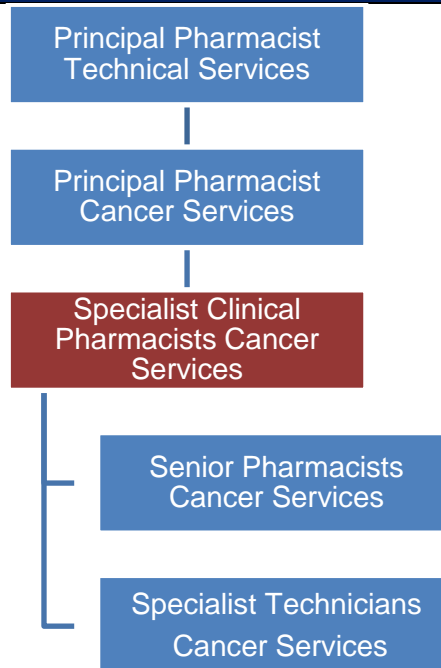 Principal Pharmacist
Technical Services
Principal Pharmacist
Cancer Services
Specialist Clinical
Pharmacists Cancer
Services
Senior Pharmacists
Cancer Services
Specialist Technicians
Cancer Services